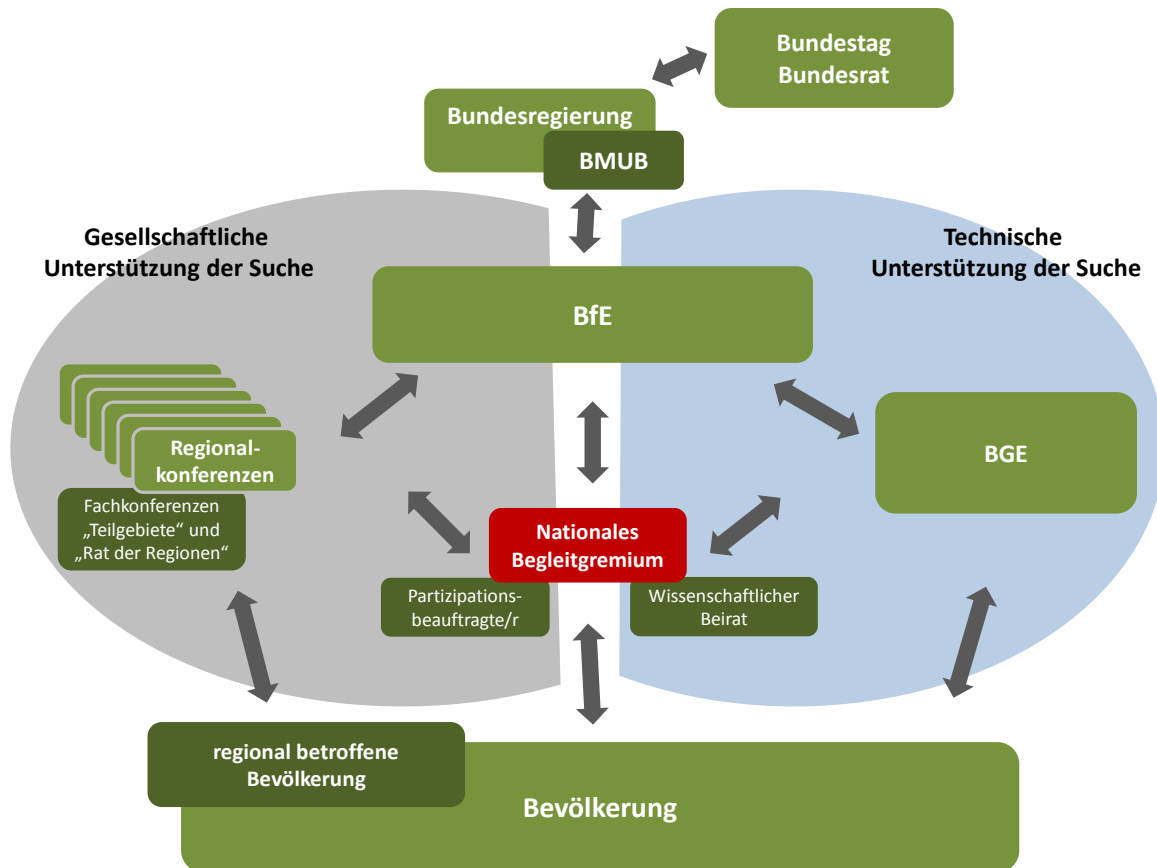 Bundestag
Bundesrat
Bundesregierung
BMUB
Gesellschaftliche
Unterstützung der Suche
Technische
Unterstützung der Suche
BfE
Regional-
konferenzen
BGE
Fachkonferenzen
„Teilgebiete“ und
„Rat der Regionen“
Nationales
Begleitgremium
Partizipations-
beauftragte/r
Wissenschaftlicher
Beirat
regional betroffene
Bevölkerung
Bevölkerung